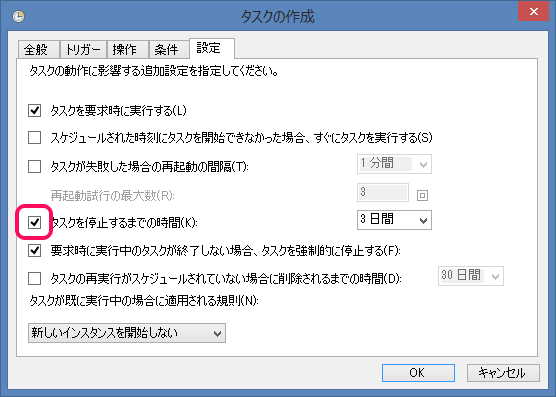 タスクの作成
全般 トリガー 操作 条件 設定
タスクの動作に影響する追加設定を指定してください。
タスクを要求時に実行する(L)
スケジュールされた時刻にタスクを開始できなかった場合、すぐにタスクを実行する(S)
タスクが失敗した場合の再起動の間隔(T): 1 分間
再起動試行の最大数(R): 3 回
タスクを停止するまでの時間(K): 3 日間
要求時に実行中のタスクが終了しない場合、タスクを強制的に停止する(F):
タスクの再実行がスケジュールされていない場合に削除されるまでの時間(D): 30 日間
タスクが既に実行中の場合に適用される規則(N):
新しいインスタンスを開始しない
OK キャンセル